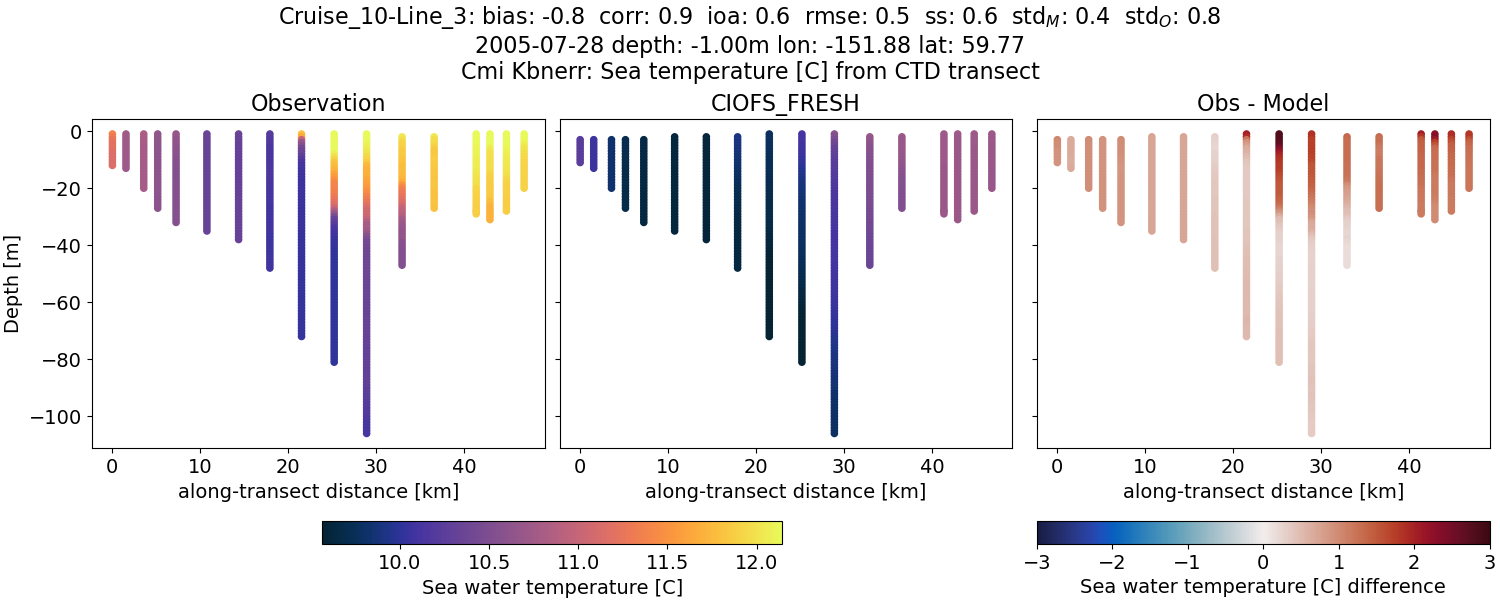 Cruise_10-Line_3: bias: -0.8 corr: 0.9 ioa: 0.6 rmse: 0.5 ss: 0.6 std_M: 0.4 std_O: 0.8
2005-07-28 depth: -1.00m lon: -151.88 lat: 59.77
Cmi Kbnerr: Sea temperature [C] from CTD transect
Observation CIOFS_FRESH Obs - Model
0
−20
−40
−60
−80
−100
Depth [m]
0 10 20 30 40 0 10 20 30 40 0 10 20 30 40
along-transect distance [km] along-transect distance [km] along-transect distance [km]
10.0 10.5 11.0 11.5 12.0 −3 −2 −1 0 1 2 3
Sea water temperature [C] Sea water temperature [C] difference